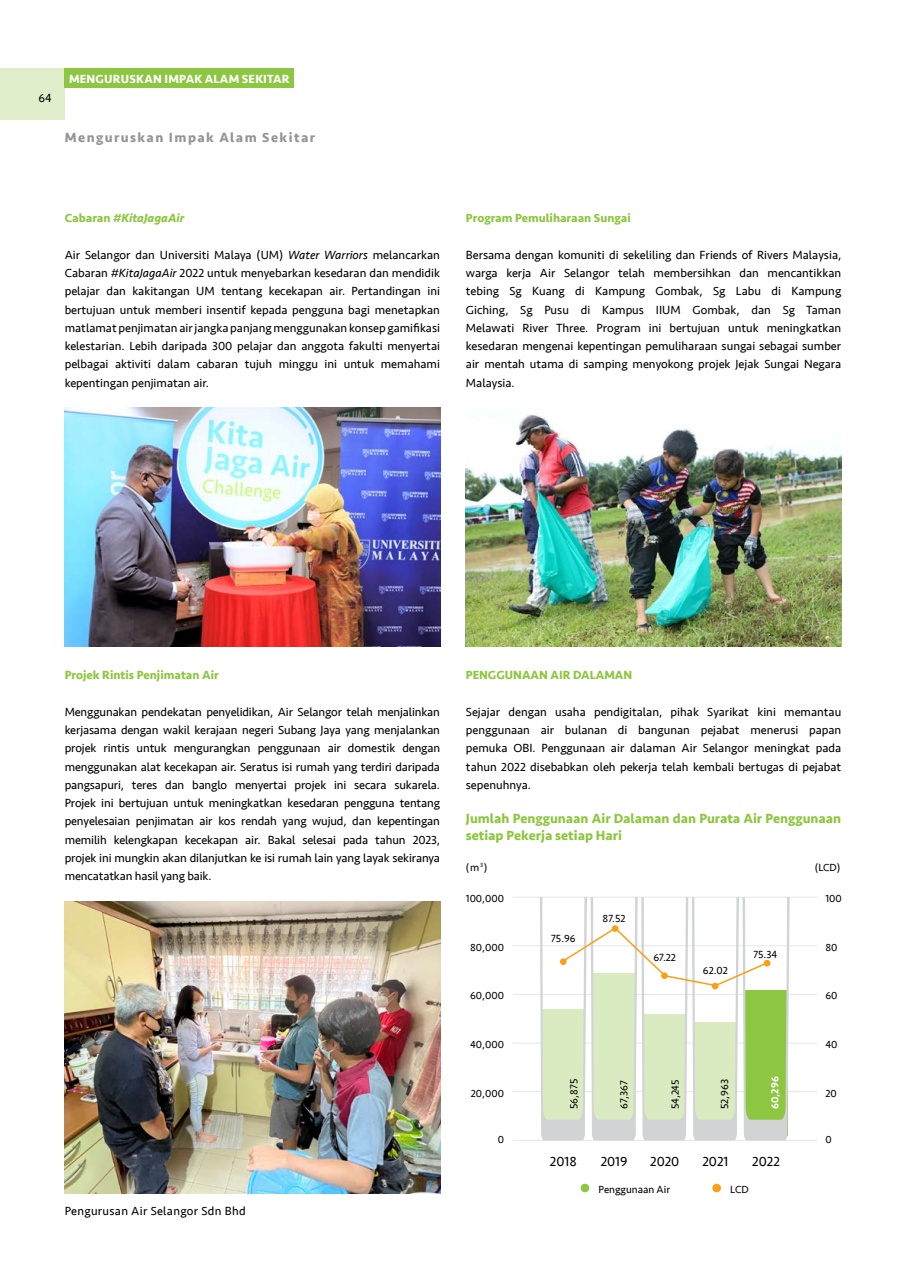 MENGURUSKAN IMPAK ALAM SEKITAR
64
Menguruskan Impak Alam Sekitar
Cabaran #KitaJagaAir
Air Selangor dan Universiti Malaya (UM) Water Warriors melancarkan
Cabaran #KitaJagaAir 2022 untuk menyebarkan kesedaran dan mendidik
pelajar dan kakitangan UM tentang kecekapan air. Pertandingan ini
bertujuan untuk memberi insentif kepada pengguna bagi menetapkan
matlamat penjimatan air jangka panjang menggunakan konsep gamifikasi
kelestarian. Lebih daripada 300 pelajar dan anggota fakulti menyertai
pelbagai aktiviti dalam cabaran tujuh minggu ini untuk memahami
kepentingan penjimatan air.
Kita
Jaga Air
Challenge
UNIVERSITI
MALAYA
Projek Rintis Penjimatan Air
Menggunakan pendekatan penyelidikan, Air Selangor telah menjalinkan
kerjasama dengan wakil kerajaan negeri Subang Jaya yang menjalankan
projek rintis untuk mengurangkan penggunaan air domestik dengan
menggunakan alat kecekapan air. Seratus isi rumah yang terdiri daripada
pangsapuri, teres dan banglo menyertai projek ini secara sukarela.
Projek ini bertujuan untuk meningkatkan kesedaran pengguna tentang
penyelesaian penjimatan air kos rendah yang wujud, dan kepentingan
memilih kelengkapan kecekapan air. Bakal selesai pada tahun 2023,
projek ini mungkin akan dilanjutkan ke isi rumah lain yang layak sekiranya
mencatatkan hasil yang baik.
Pengurusan Air Selangor Sdn Bhd
Program Pemuliharaan Sungai
Bersama dengan komuniti di sekeliling dan Friends of Rivers Malaysia,
warga kerja Air Selangor telah membersihkan dan mencantikkan
tebing Sg Kuang di Kampung Gombak, Sg Labu di Kampung
Giching, Sg Pusu di Kampus IIUM Gombak, dan Sg Taman
Melawati River Three. Program ini bertujuan untuk meningkatkan
kesedaran mengenai kepentingan pemuliharaan sungai sebagai sumber
air mentah utama di samping menyokong projek Jejak Sungai Negara
Malaysia.
PENGGUNAAN AIR DALAMAN
Sejajar dengan usaha pendigitalan, pihak Syarikat kini memantau
penggunaan air bulanan di bangunan pejabat menerusi papan
pemuka OBI. Penggunaan air dalaman Air Selangor meningkat pada
tahun 2022 disebabkan oleh pekerja telah kembali bertugas di pejabat
sepenuhnya.
Jumlah Penggunaan Air Dalaman dan Purata Air Penggunaan
setiap Pekerja setiap Hari
(m³) (LCD)
100,000 100
80,000 80
60,000 60
40,000 40
20,000 20
0 0
75.96 87.52 67.22 62.02 75.34
56,875 67,367 54,245 52,963 60,296
2018 2019 2020 2021 2022
Penggunaan Air LCD